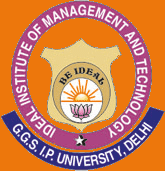 IDEAL INSTITUTE OF MANAGEMENT AND TECHNOLOGY
BE IDEAL
G.G.S. I.P. UNIVERSITY, DELHI